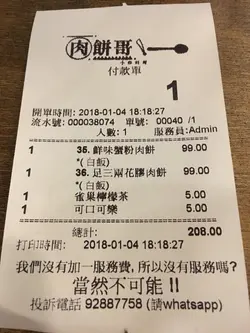 肉餅哥
小炒料理
付款單
1
開單時間: 2018-01-04 18:18:27
流水號: 000038074 單號: 00040 /1
人數: 1 服務員:Admin
1 35. 鮮味蟹粉肉餅 99.00
*(白飯)
1 36. 足三兩花膠肉餅 99.00
*(白飯)
1 雀巢檸檬茶 5.00
1 可口可樂 5.00
總計: 208.00
打印時間: 2018-01-04 18:18:27
我們沒有加一服務費, 所以沒有服務嗎?
當然不可能!!
投訴電話 92887758 (請whatsapp)